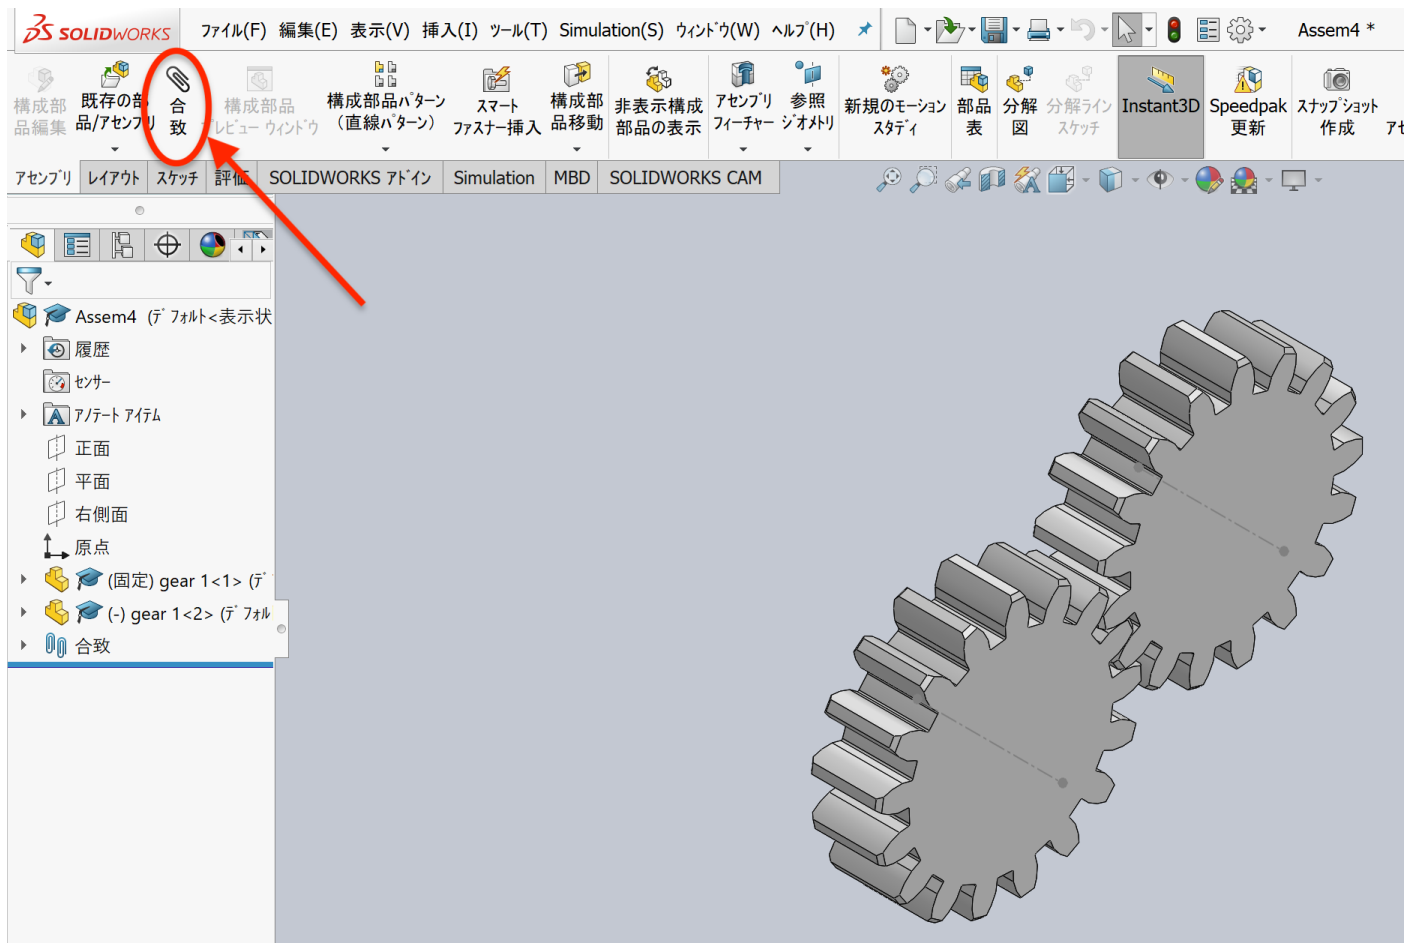 SOLIDWORKS ファイル(F) 編集(E) 表示(V) 挿入(I) ツール(T) Simulation(S) ウィンドウ(W) ヘルプ(H) Assem4 *
構成部品編集
既存の部品/アセンブリ
合致
構成部品
プレビュー ウィンドウ
構成部品パターン
(直線パターン)
スマート
ファスナー挿入
構成部品移動
非表示構成部品の表示
アセンブリ
フィーチャー
参照
ジオメトリ
新規のモーション
スタディ
部品表
分解図
分解ライン
スケッチ
Instant3D
Speedpak
更新
スナップショット
作成
アセンブリ レイアウト スケッチ 評価 SOLIDWORKS アドイン Simulation MBD SOLIDWORKS CAM
Assem4 (デフォルト<表示状
履歴
センサー
アノテート アイテム
正面
平面
右側面
原点
(固定) gear 1<1> (デ
(-) gear 1<2> (デフォル
合致